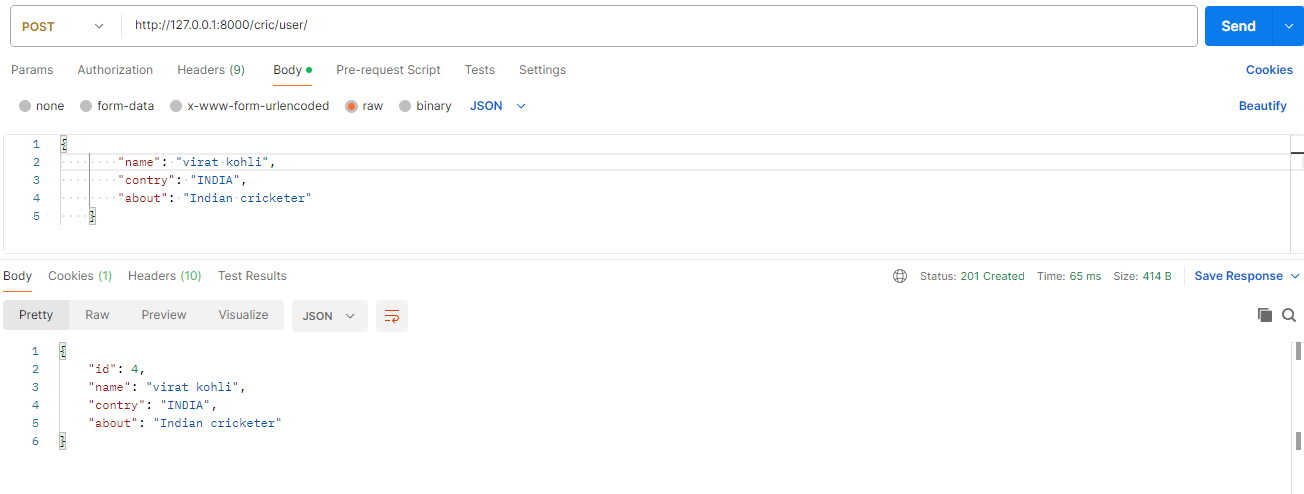 POST http://127.0.0.1:8000/cric/user/ Send
Params Authorization Headers (9) Body Pre-request Script Tests Settings Cookies
none form-data x-www-form-urlencoded raw binary JSON Beautify
1 {
2 "name": "virat kohli",
3 "contry": "INDIA",
4 "about": "Indian cricketer"
5 }
Body Cookies (1) Headers (10) Test Results Status: 201 Created Time: 65 ms Size: 414 B Save Response
Pretty Raw Preview Visualize JSON
1 {
2 "id": 4,
3 "name": "virat kohli",
4 "contry": "INDIA",
5 "about": "Indian cricketer"
6 }